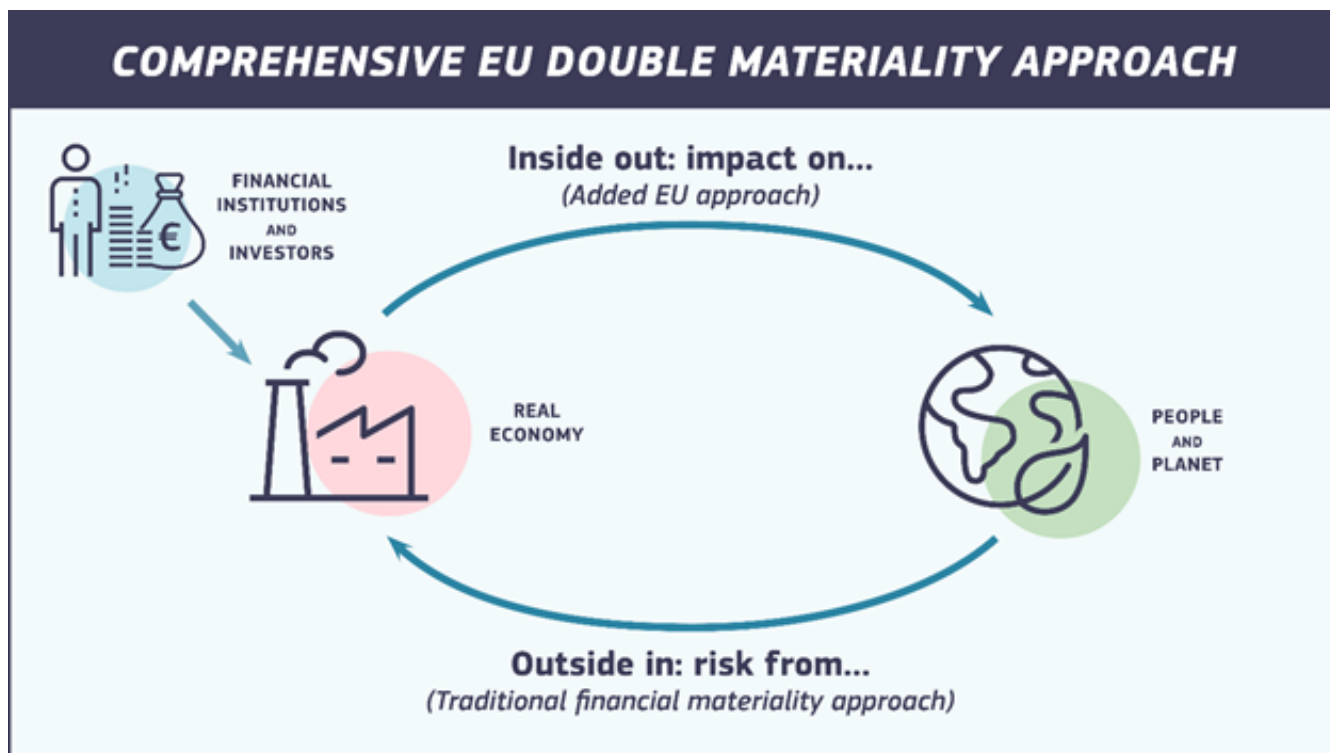 COMPREHENSIVE EU DOUBLE MATERIALITY APPROACH
FINANCIAL
INSTITUTIONS
AND
INVESTORS
Inside out: impact on...
(Added EU approach)
€
REAL
ECONOMY
PEOPLE
AND
PLANET
Outside in: risk from...
(Traditional financial materiality approach)